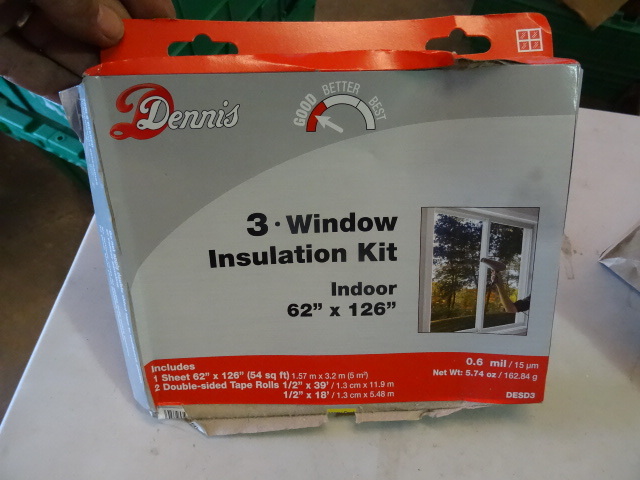 Dennis
GOOD BETTER BEST
3 · Window
Insulation Kit
Indoor
62” x 126”
Includes
1 Sheet 62” x 126” (54 sq ft) 1.57 m x 3.2 m (5 m²)
2 Double-sided Tape Rolls 1/2” x 39’ / 1.3 cm x 11.9 m
1/2” x 18’ / 1.3 cm x 5.48 m
0.6 mil / 15 µm
Net Wt: 5.74 oz / 162.84 g
DESD3